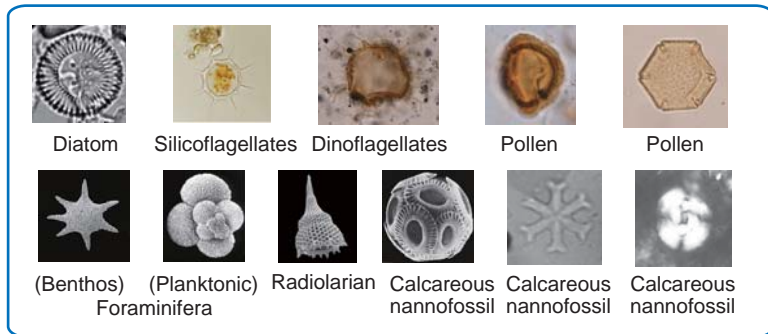 Diatom Silicoflagellates Dinoflagellates Pollen Pollen
(Benthos) (Planktonic) Radiolarian Calcareous Calcareous Calcareous
Foraminifera nannofossil nannofossil nannofossil